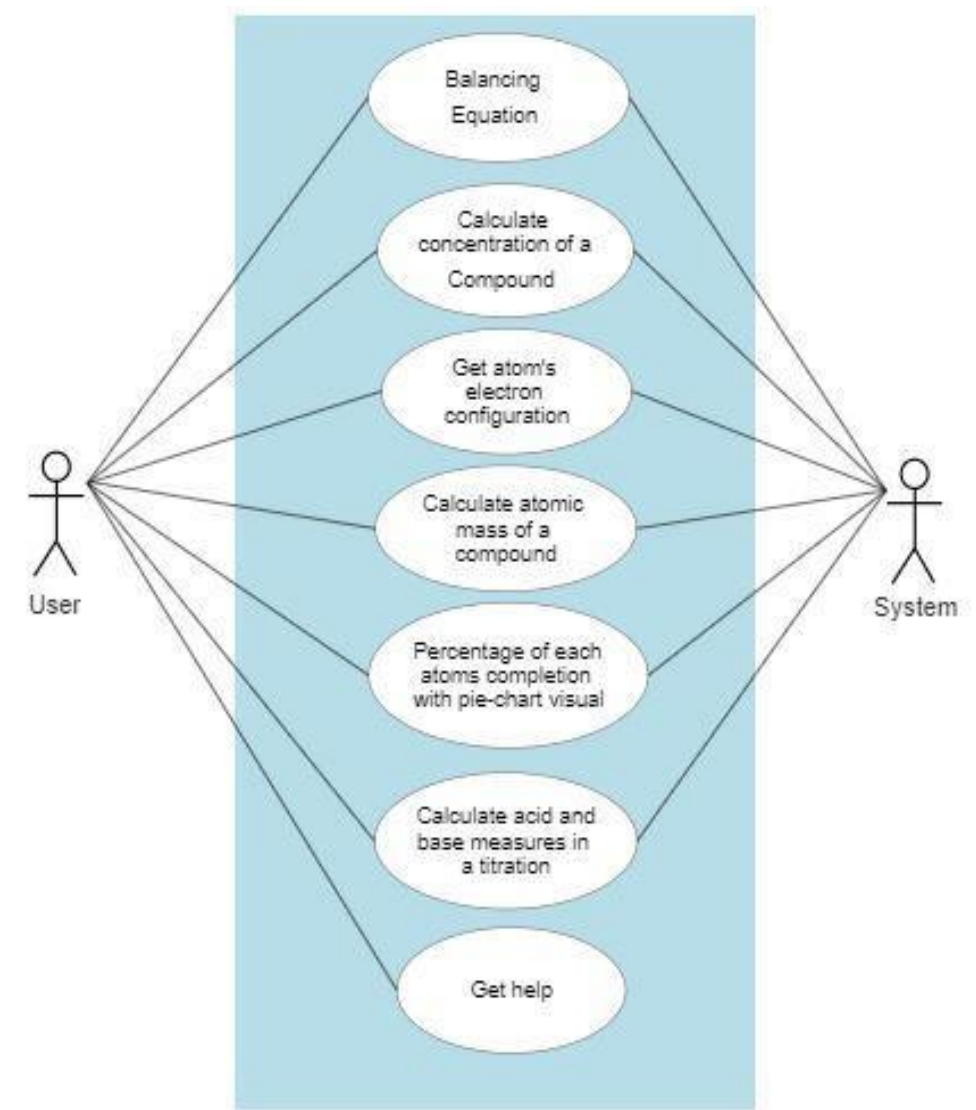 Balancing
Equation
Calculate
concentration of a
Compound
Get atom's
electron
configuration
Calculate atomic
mass of a
compound
User
System
Percentage of each
atoms completion
with pie-chart visual
Calculate acid and
base measures in
a titration
Get help